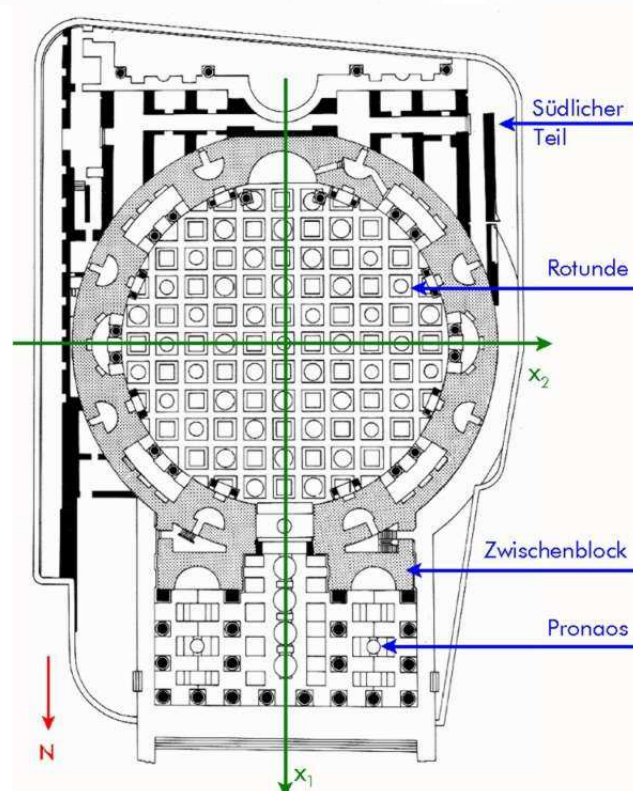 Südlicher
Teil
Rotunde
x₂
Zwischenblock
Pronaos
N
x₁